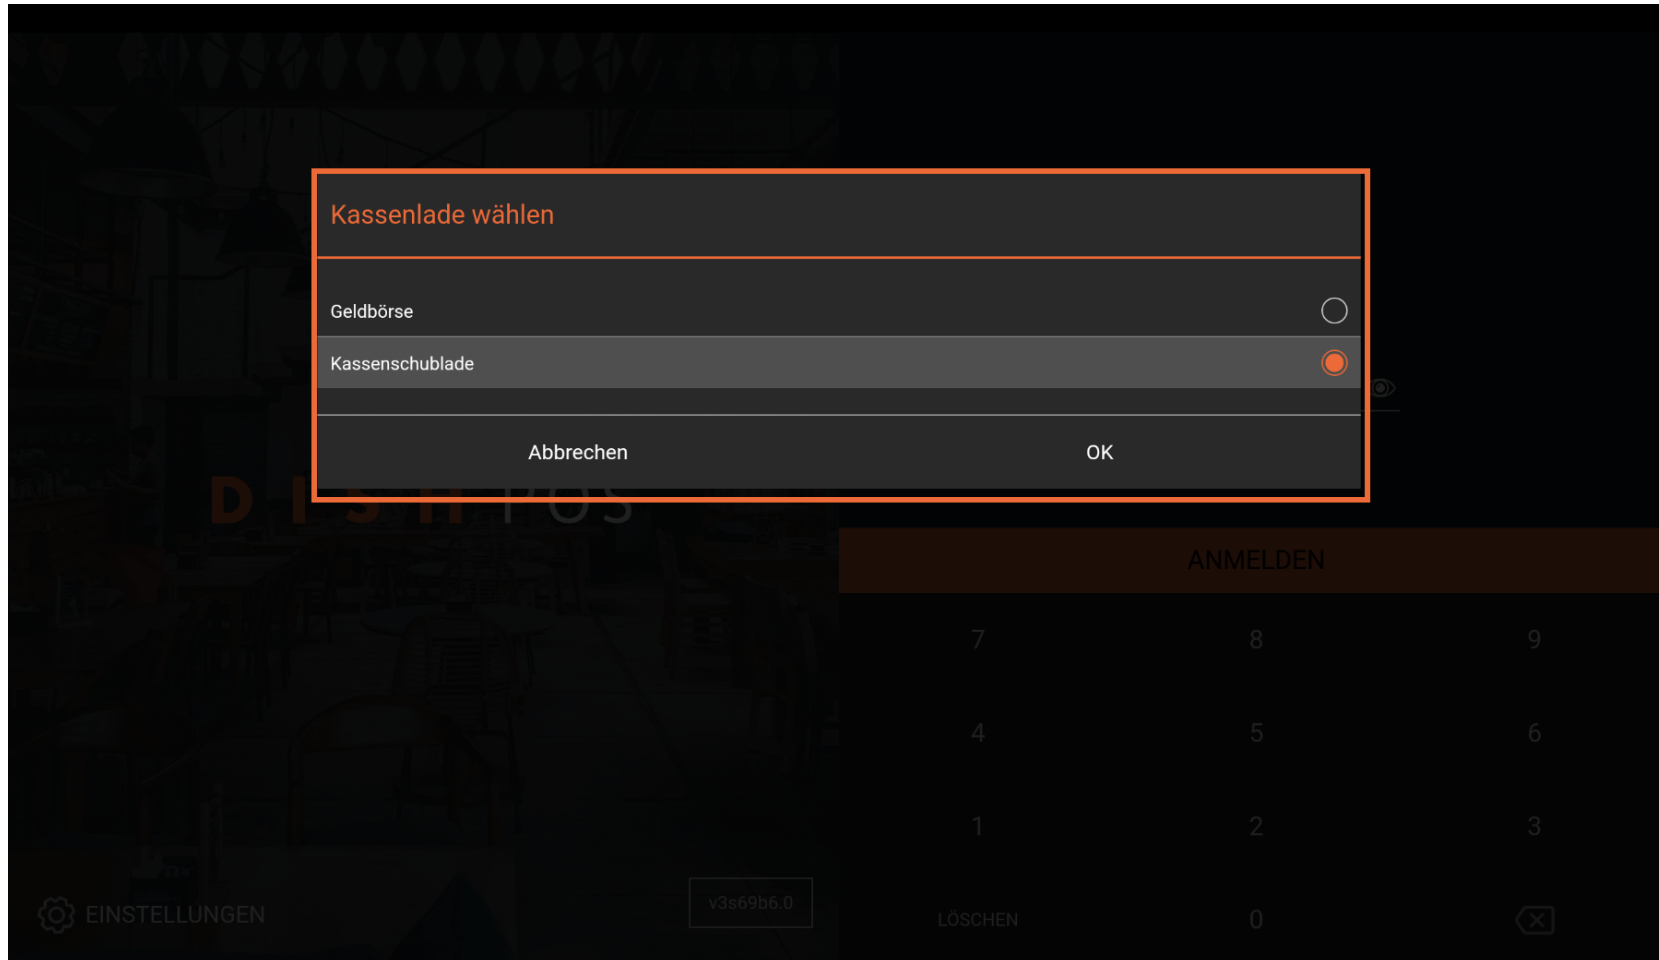 Kassenlade wählen
Geldbörse
Kassenschublade
Abbrechen
OK
DISH POS
ANMELDEN
7 8 9
4 5 6
1 2 3
EINSTELLUNGEN
v3s69b6.0
LÖSCHEN 0